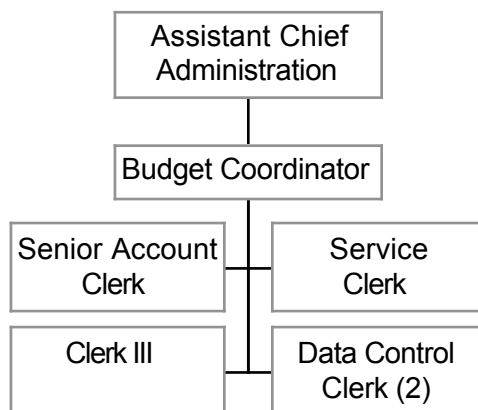 Assistant Chief
Administration
Budget Coordinator
Senior Account
Clerk
Service
Clerk
Clerk III
Data Control
Clerk (2)